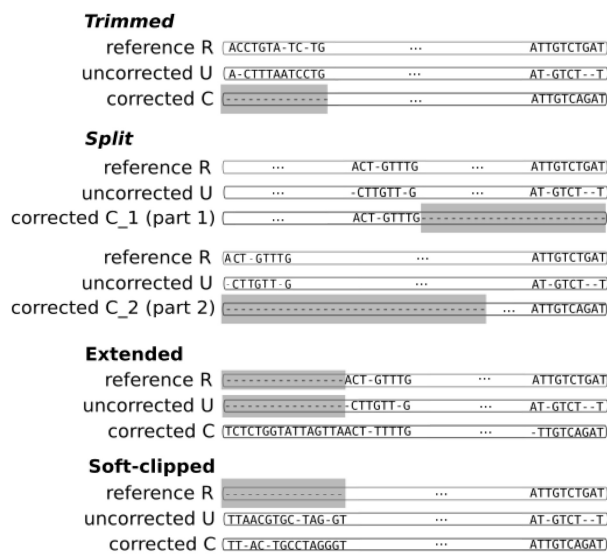 Trimmed
reference R ACCTGTA-TC-TG ... ATTGTCTGAT
uncorrected U A-CTTTAATCCTG ... AT-GTCT--T
corrected C -------------- ... ATTGTCAGAT
Split
reference R ... ACT-GTTTG ... ATTGTCTGAT
uncorrected U ... -CTTGTT-G ... AT-GTCT--T
corrected C_1 (part 1) ... ACT-GTTTG-------------------------
reference R ACT-GTTTG ... ATTGTCTGAT
uncorrected U -CTTGTT-G ... AT-GTCT--T
corrected C_2 (part 2) ----------------------------------- ... ATTGTCAGAT
Extended
reference R ----------------ACT-GTTTG ... ATTGTCTGAT
uncorrected U -----------------CTTGTT-G ... AT-GTCT--T
corrected C TCTCTGGTATTAGTTAACT-TTTTG ... -TTGTCAGAT
Soft-clipped
reference R ---------------- ... ATTGTCTGAT
uncorrected U TTAACGTGC-TAG-GT ... AT-GTCT--T
corrected C TT-AC-TGCCTAGGGT ... ATTGTCAGAT